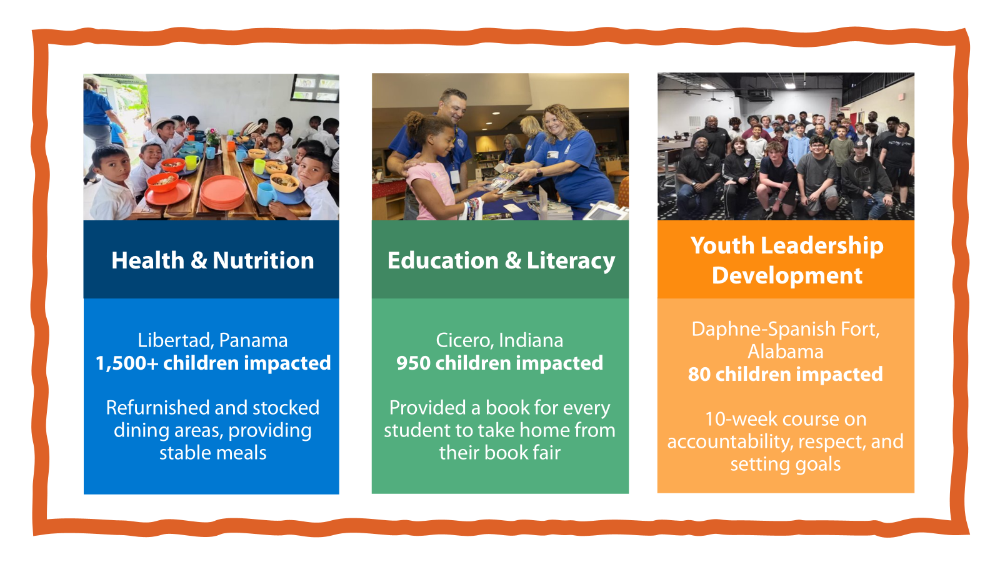 Health & Nutrition
Libertad, Panama
1,500+ children impacted
Refurnished and stocked
dining areas, providing
stable meals
Education & Literacy
Cicero, Indiana
950 children impacted
Provided a book for every
student to take home from
their book fair
Youth Leadership
Development
Daphne-Spanish Fort,
Alabama
80 children impacted
10-week course on
accountability, respect, and
setting goals